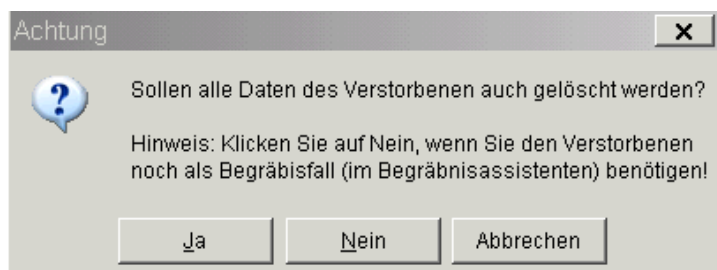 Achtung
Sollen alle Daten des Verstorbenen auch gelöscht werden?
Hinweis: Klicken Sie auf Nein, wenn Sie den Verstorbenen
noch als Begräbisfall (im Begräbnisassistenten) benötigen!
Ja
Nein
Abbrechen